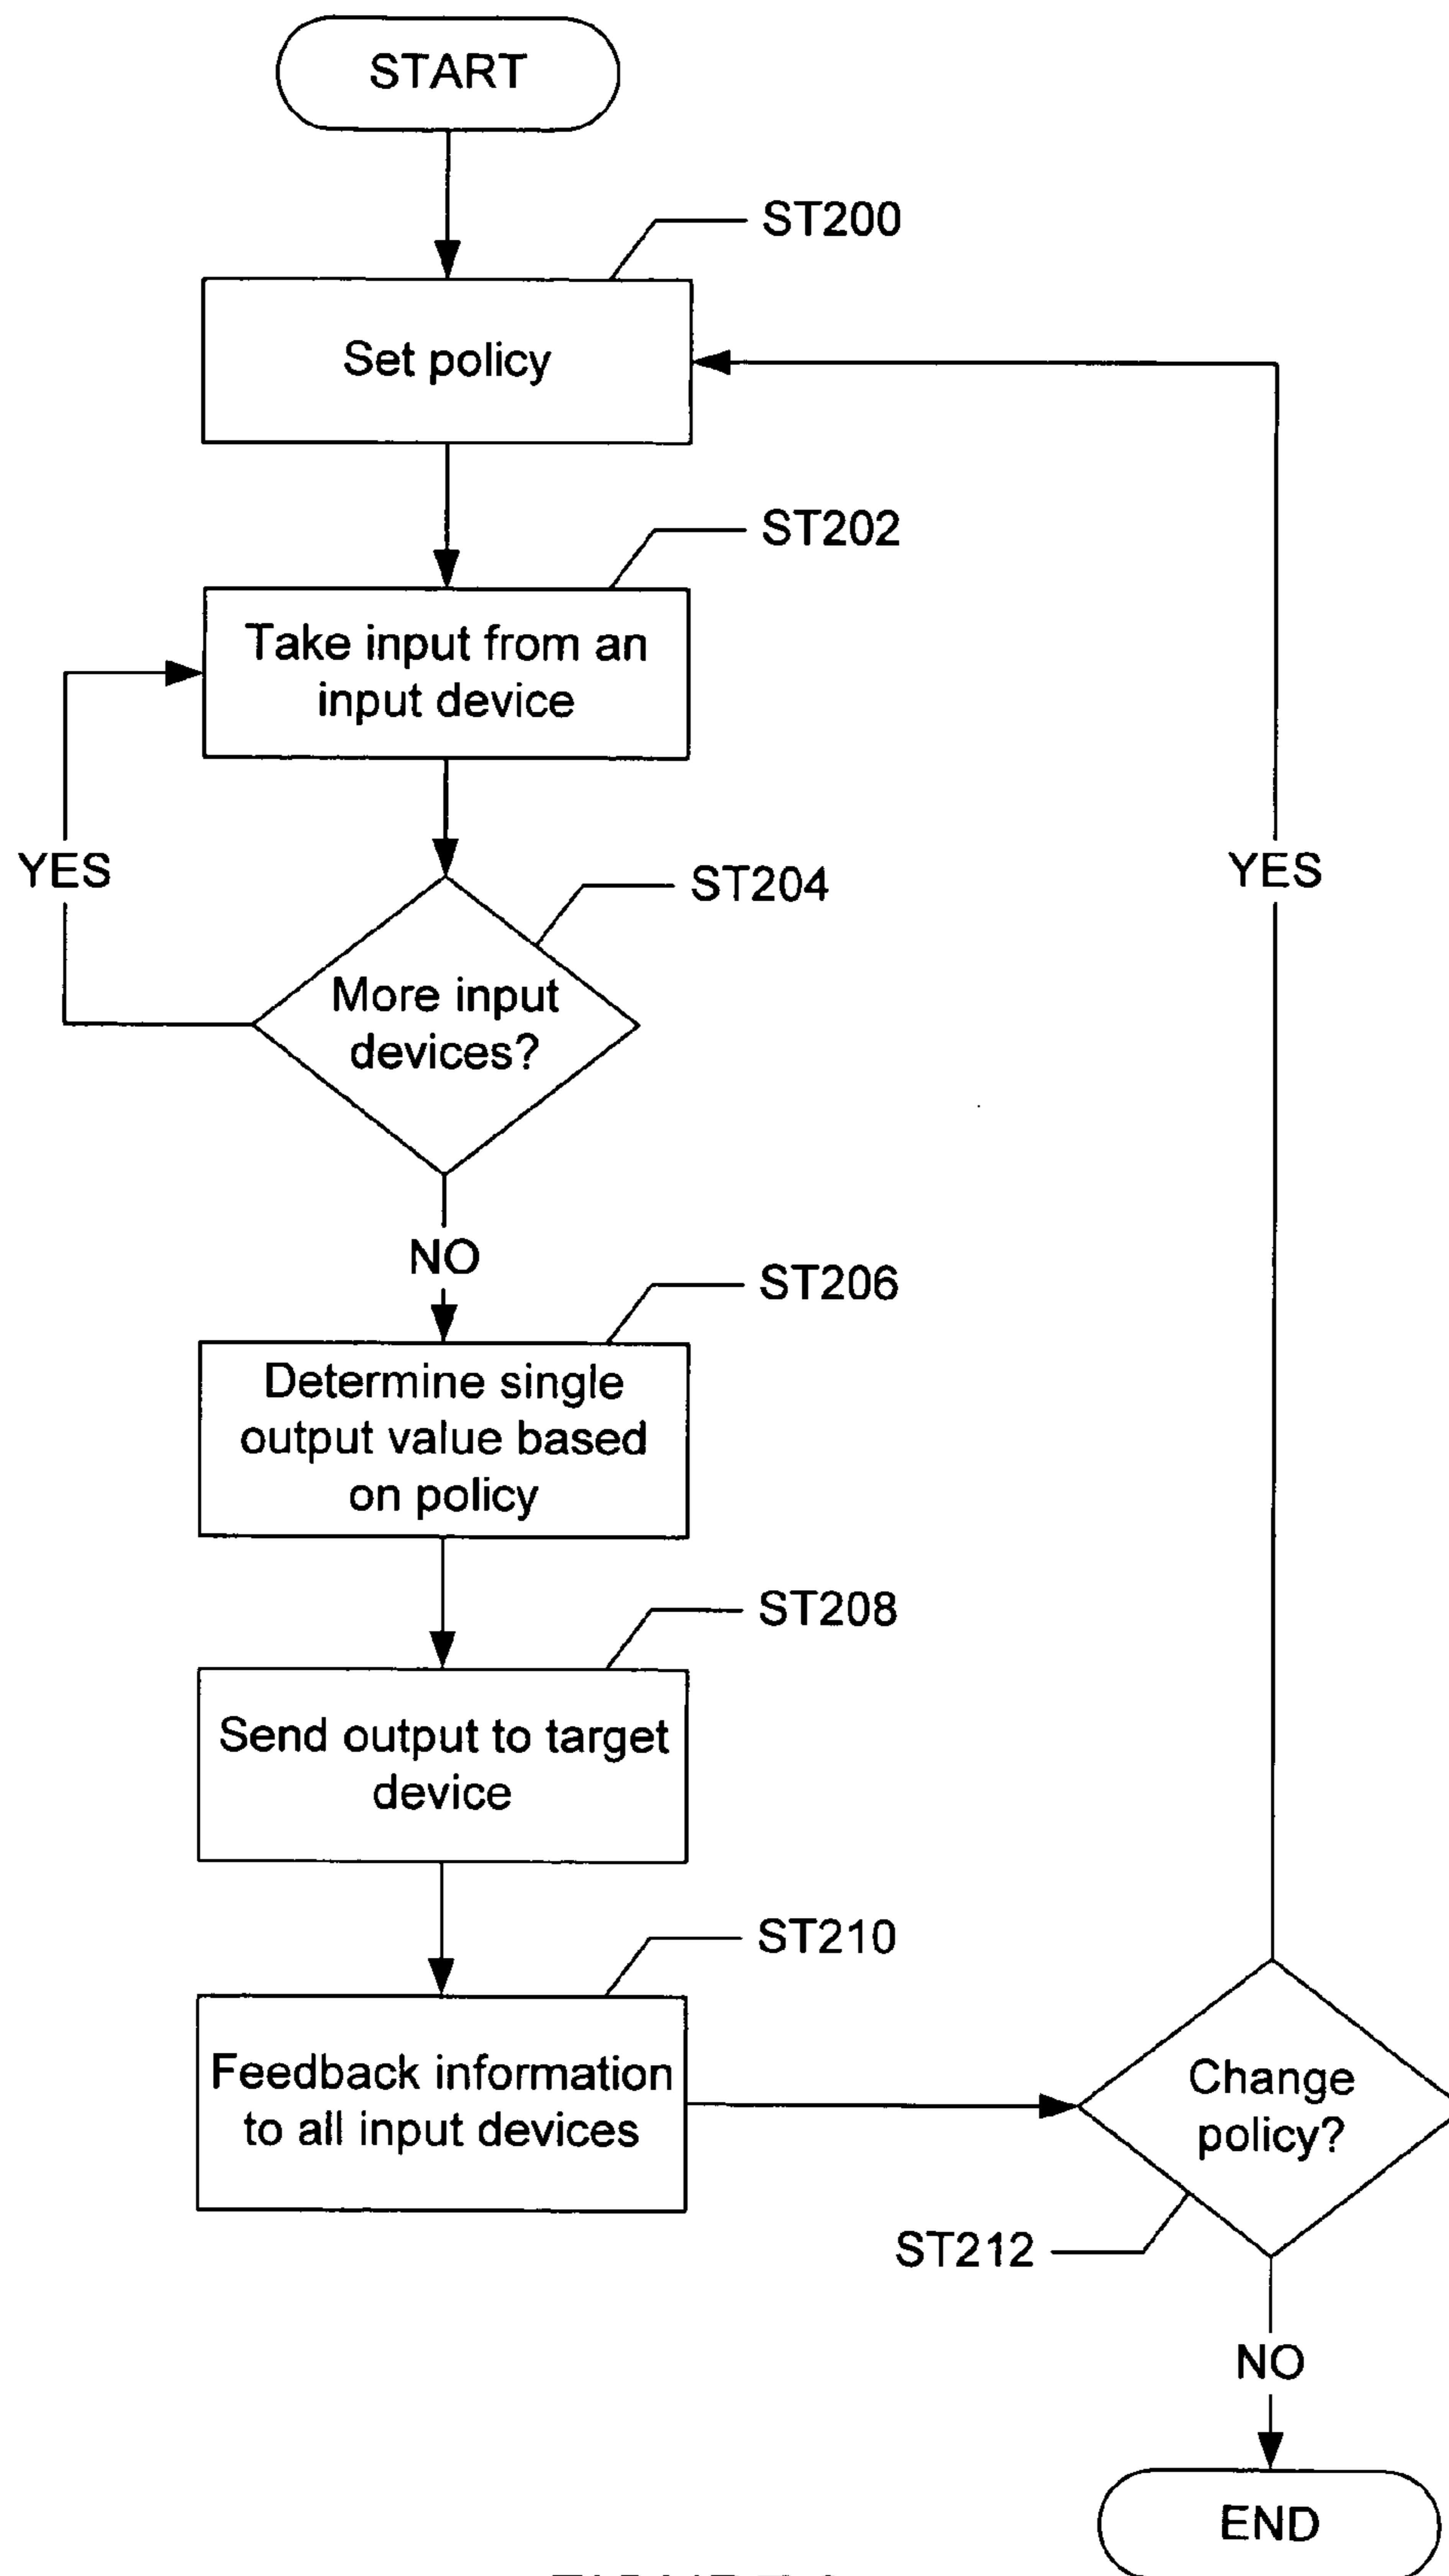 START
ST200
Set policy
ST202
Take input from an
input device
YES
YES
ST204
More input
devices?
NO
ST206
Determine single
output value based
on policy
ST208
Send output to target
device
ST210
Feedback information
to all input devices
Change
policy?
ST212
NO
END